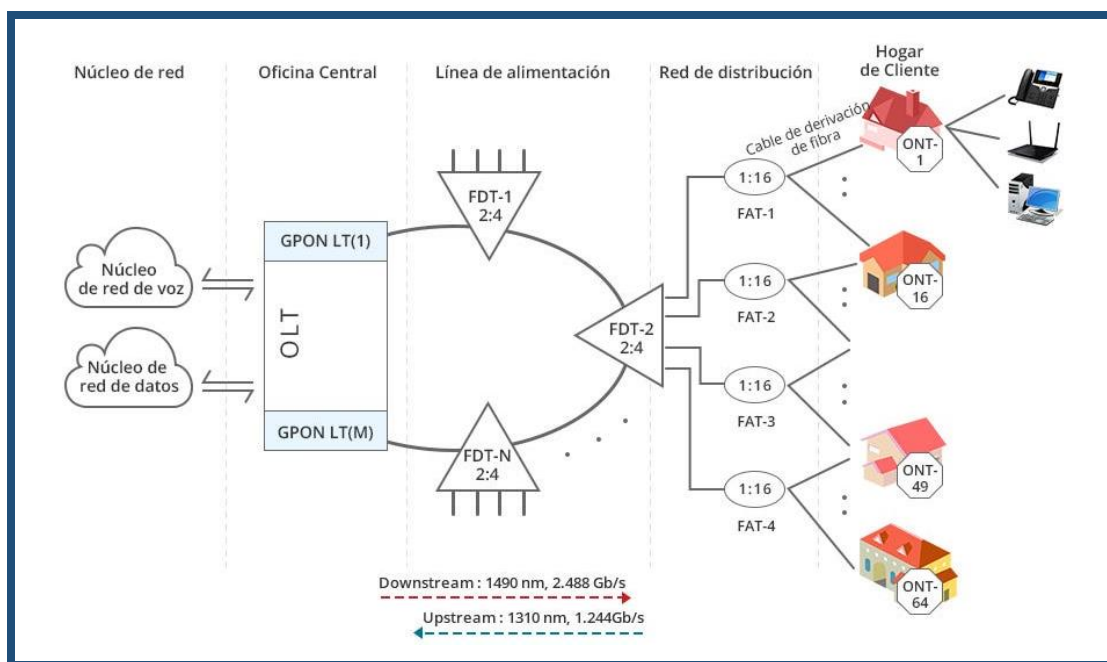 Núcleo de red
Oficina Central
Línea de alimentación
Red de distribución
Hogar
de Cliente
Cable de derivación
de fibra
ONT-
1
FDT-1
2:4
1:16
FAT-1
GPON LT(1)
Núcleo
de red de voz
ONT-
16
1:16
FAT-2
OLT
FDT-2
2:4
Núcleo de
red de datos
1:16
FAT-3
GPON LT(M)
FDT-N
2:4
ONT-
49
1:16
FAT-4
ONT-
64
Downstream : 1490 nm, 2.488 Gb/s
Upstream : 1310 nm, 1.244Gb/s